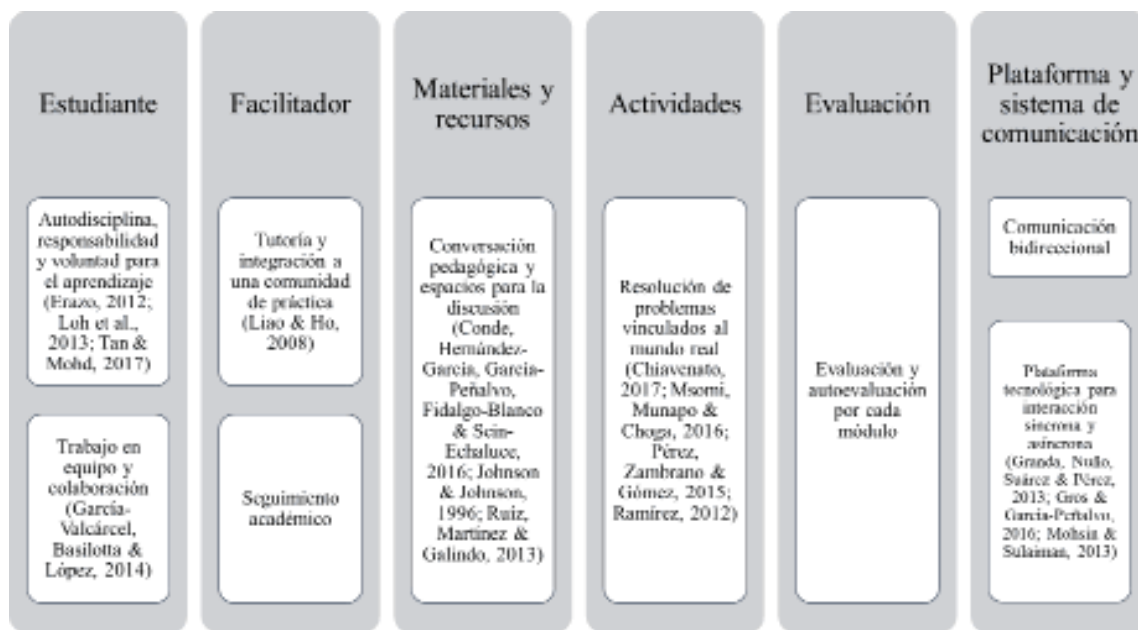 Estudiante
Autodisciplina,
responsabilidad
y voluntad para
el aprendizaje
(Erazo, 2012;
Loh et al.,
2013; Tan &
Mohd, 2017)
Trabajo en
equipo y
colaboración
(García-
Valcárcel,
Basilotta &
López, 2014)
Facilitador
Tutoría y
integración a
una comunidad
de práctica
(Liao & Ho,
2008)
Seguimiento
académico
Materiales y
recursos
Conversación
pedagógica y
espacios para la
discusión
(Conde,
Hernández-
García, García-
Peñalvo,
Fidalgo-Blanco
& Sein-
Echaluce,
2016; Johnson
& Johnson,
1996; Ruiz,
Martínez &
Galindo, 2013)
Actividades
Resolución de
problemas
vinculados al
mundo real
(Chiavenato,
2017; Msomi,
Munapo &
Choga, 2016;
Pérez,
Zambrano &
Gómez, 2015;
Ramírez, 2012)
Evaluación
Evaluación y
autoevaluación
por cada
módulo
Plataforma y
sistema de
comunicación
Comunicación
bidireccional
Plataforma
tecnológica para
interacción
síncrona y
asíncrona
(Granda, Nuño,
Suárez & Pérez,
2013; Gros &
García-Peñalvo,
2016; Mohsin &
Sulaiman, 2013)